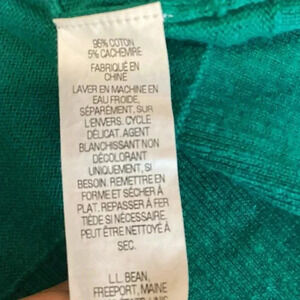 95% COTON
5% CACHEMIRE
FABRIQUÉ EN
CHINE
LAVER EN MACHINE EN
EAU FROIDE,
SÉPARÉMENT, SUR
L'ENVERS. CYCLE
DÉLICAT. AGENT
BLANCHISSANT NON
DÉCOLORANT
UNIQUEMENT, SI
BESOIN. REMETTRE EN
FORME ET SÉCHER À
PLAT. REPASSER À FER
TIÈDE SI NÉCESSAIRE.
PEUT ÊTRE NETTOYÉ À
SEC.
L.L. BEAN,
FREEPORT, MAINE